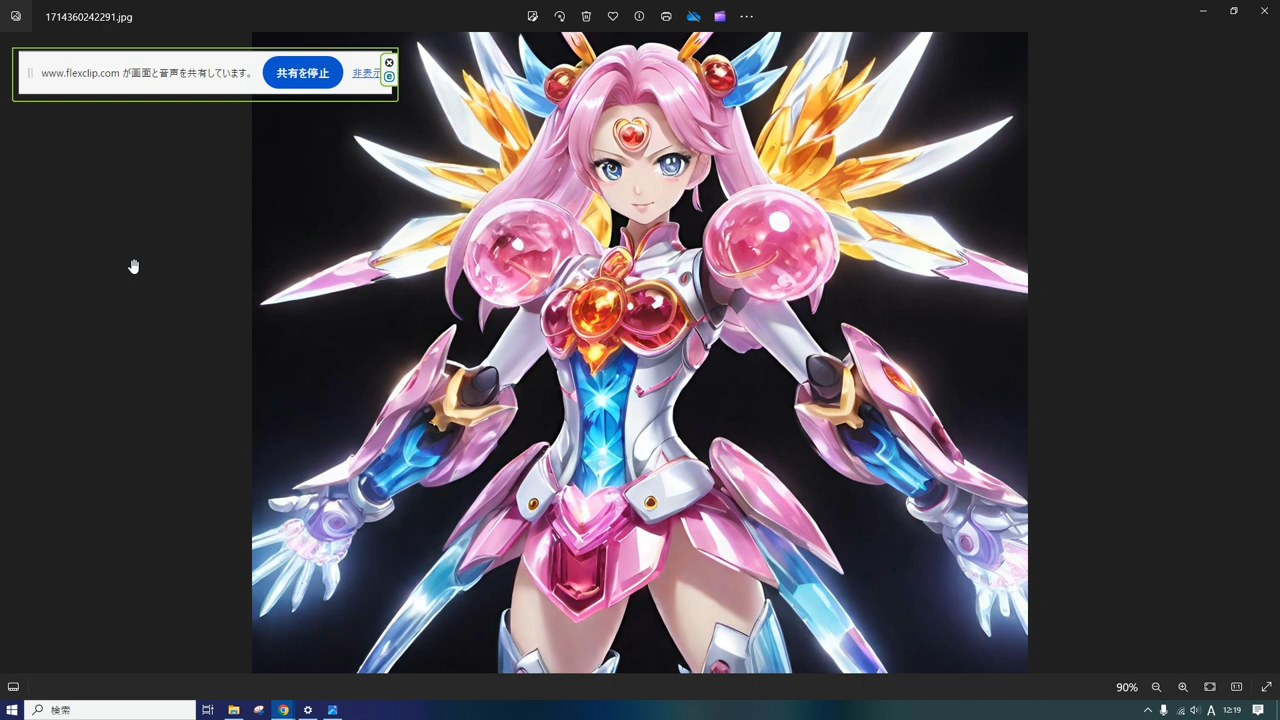 1714360242291.jpg
www.flexclip.com が画面と音声を共有しています。 共有を停止 非表示
90%
検索
A 12:19